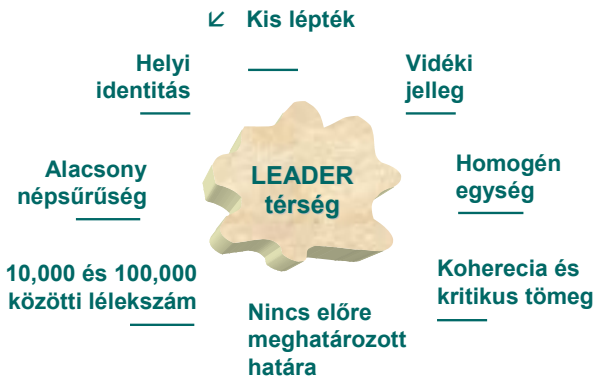 Kis lépték
Helyi
identitás
Vidéki
jelleg
Alacsony
népsűrűség
LEADER
térség
Homogén
egység
10,000 és 100,000
közötti lélekszám
Koherecia és
kritikus tömeg
Nincs előre
meghatározott
határa